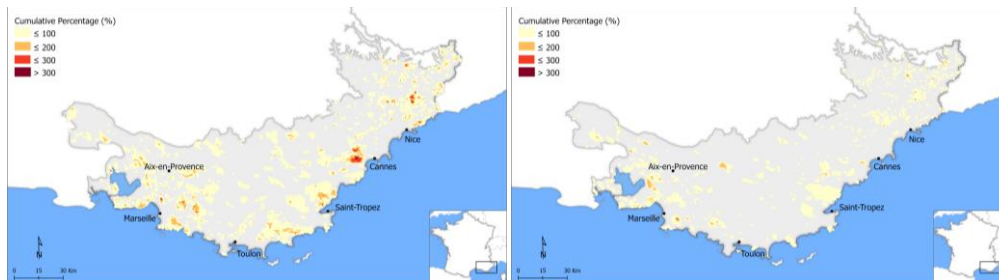 Cumulative Percentage (%)
≤ 100
≤ 200
≤ 300
> 300
Nice
Cannes
Aix-en-Provence
Saint-Tropez
Marseille
Toulon
N
0 15 30 Km
Cumulative Percentage (%)
≤ 100
≤ 200
≤ 300
> 300
Nice
Cannes
Aix-en-Provence
Saint-Tropez
Marseille
Toulon
N
0 15 30 Km